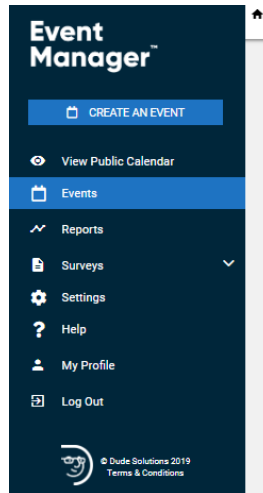 Event
Manager™
CREATE AN EVENT
View Public Calendar
Events
Reports
Surveys
Settings
Help
My Profile
Log Out
© Dude Solutions 2019
Terms & Conditions